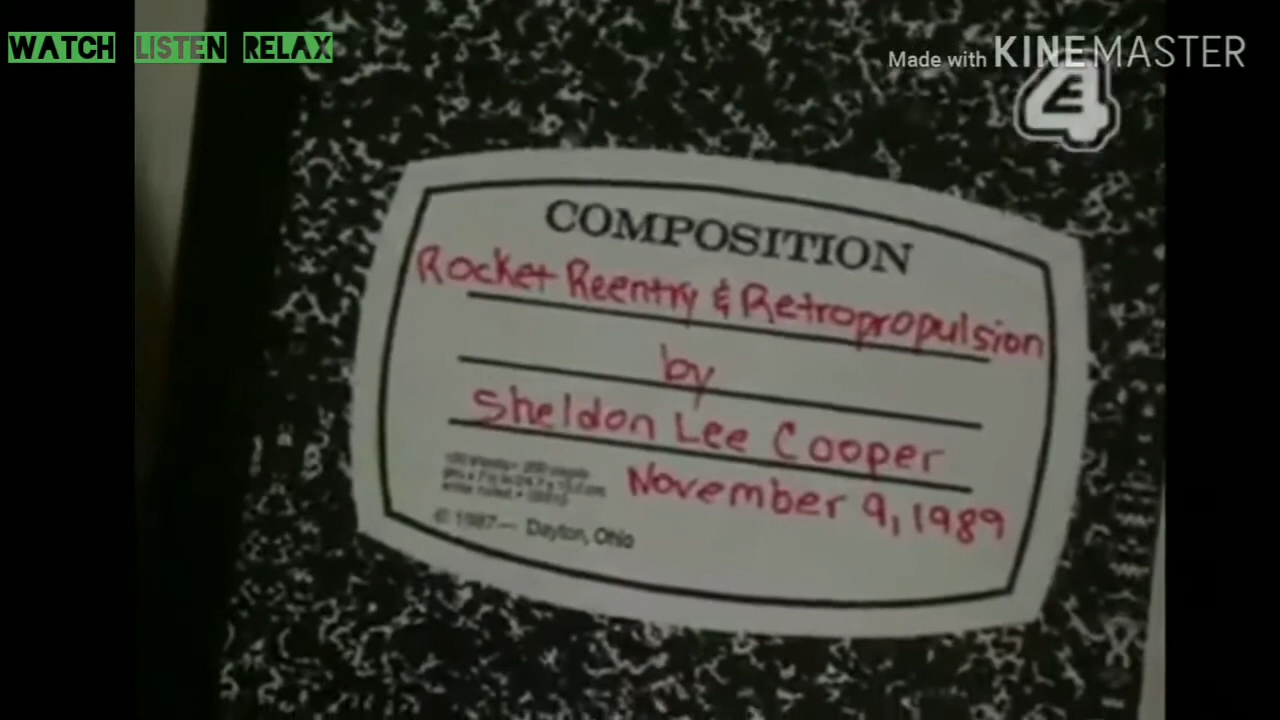 WATCH LISTEN RELAX
Made with KINEMASTER
E4
COMPOSITION
Rocket Reentry & Retropropulsion
by
Sheldon Lee Cooper
November 9, 1989
© 1987— Dayton, Ohio